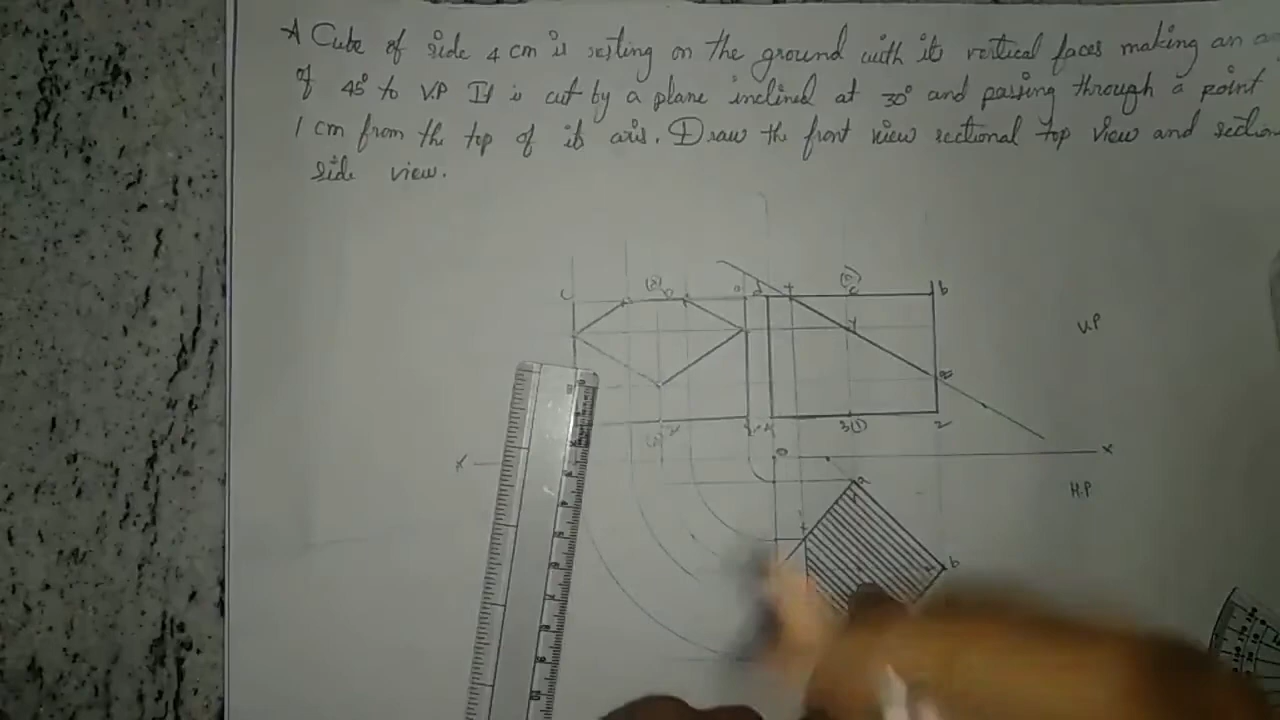 A Cube of side 4 cm is resting on the ground with its vertical faces making an
of 45° to V.P It is cut by a plane inclined at 30° and passing through a point
1 cm from the top of its axis. Draw the front view sectional top view and section
side view.
V.P
X
X
H.P
a
b
b
2